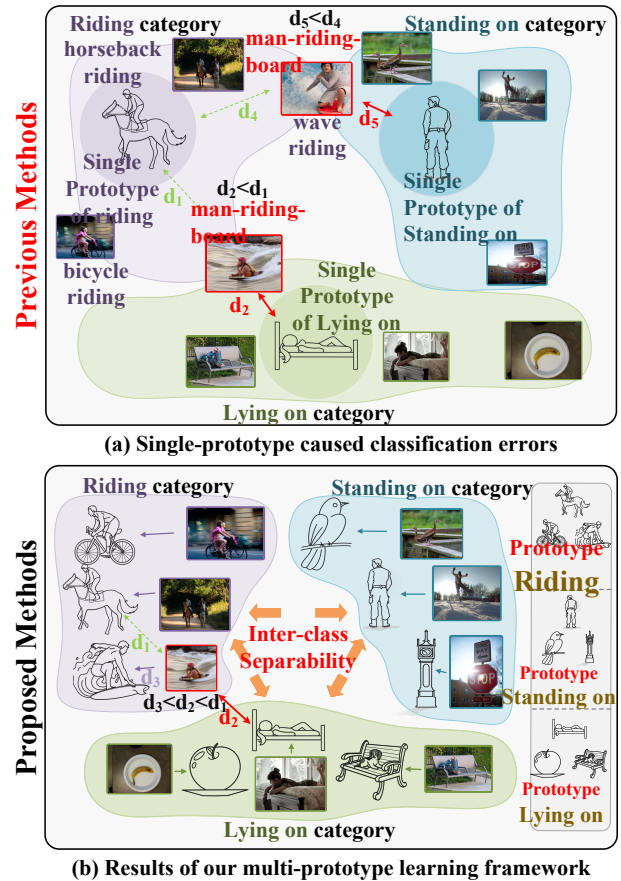 Previous Methods
Riding category
horseback
riding
d5<d4
man-riding-
board
Standing on category
d4
d5
wave
riding
Single
Prototype
of riding
d1
d2<d1
man-riding-
board
Single
Prototype of
Standing on
bicycle
riding
d2
Single
Prototype
of Lying on
STOP
Lying on category
(a) Single-prototype caused classification errors
Proposed Methods
Riding category
Standing on category
Prototype
Riding
d1
Inter-class
Separability
d3
d3<d2<d1
d2
STOP
Prototype
Standing on
Prototype
Lying on
Lying on category
(b) Results of our multi-prototype learning framework